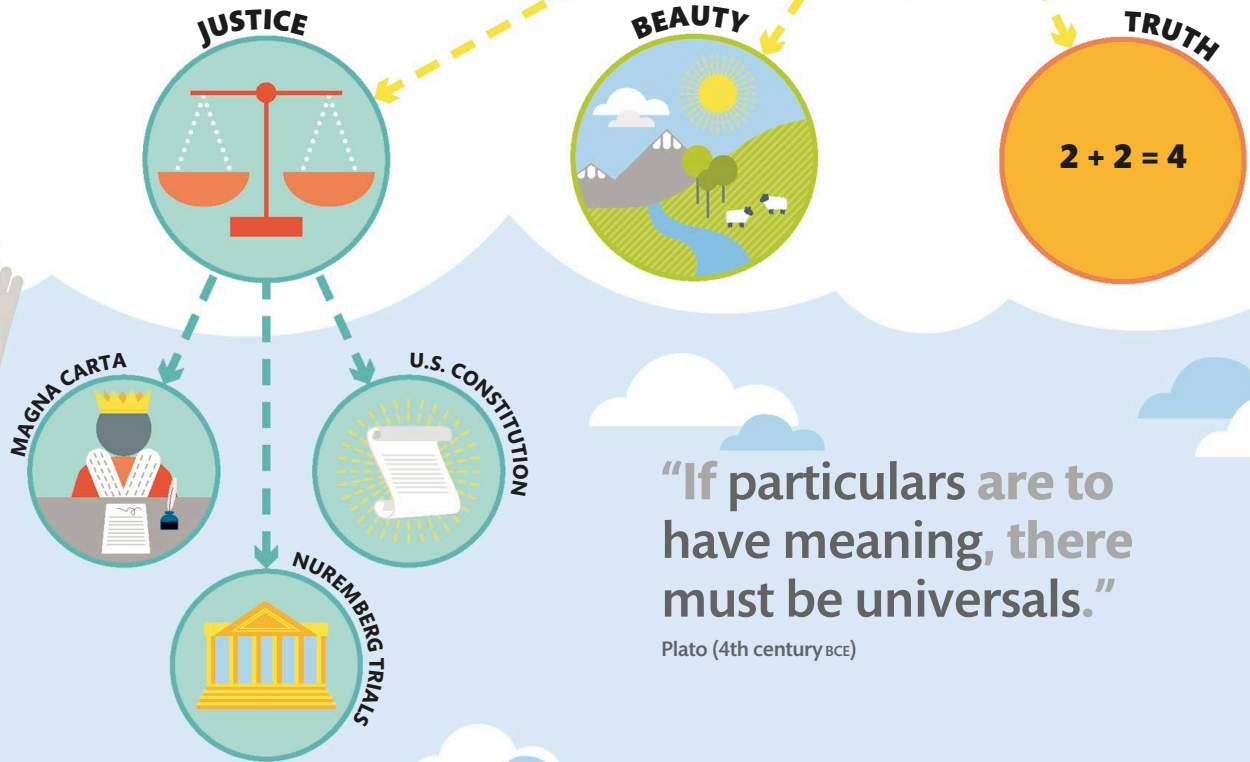 JUSTICE
BEAUTY
TRUTH
2 + 2 = 4
MAGNA CARTA
U.S. CONSTITUTION
NUREMBERG TRIALS
“If particulars are to
have meaning, there
must be universals.”
Plato (4th century BCE)